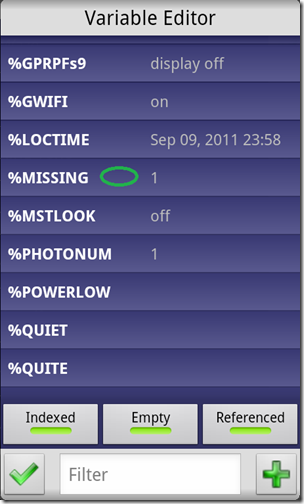 Variable Editor
%GPRPFs9 display off
%GWIFI on
%LOCTIME Sep 09, 2011 23:58
%MISSING 1
%MSTLOOK off
%PHOTONUM 1
%POWERLOW
%QUIET
%QUITE
Indexed Empty Referenced
Filter